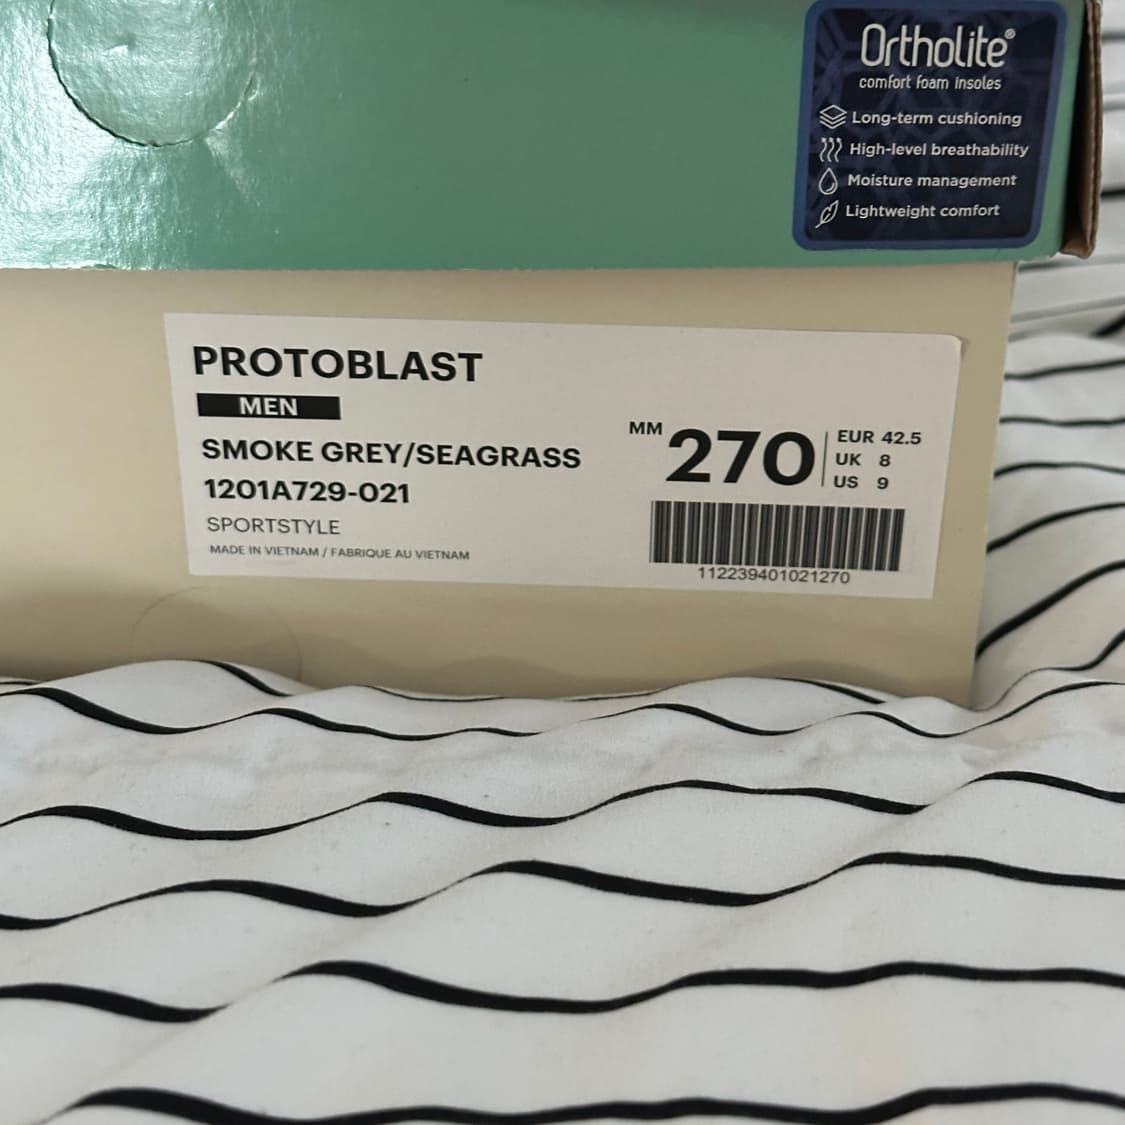 Ortholite®
comfort foam insoles
Long-term cushioning
High-level breathability
Moisture management
Lightweight comfort
PROTOBLAST
MEN
SMOKE GREY/SEAGRASS
1201A729-021
SPORTSTYLE
MADE IN VIETNAM / FABRIQUE AU VIETNAM
MM 270
EUR 42.5
UK 8
US 9
112239401021270